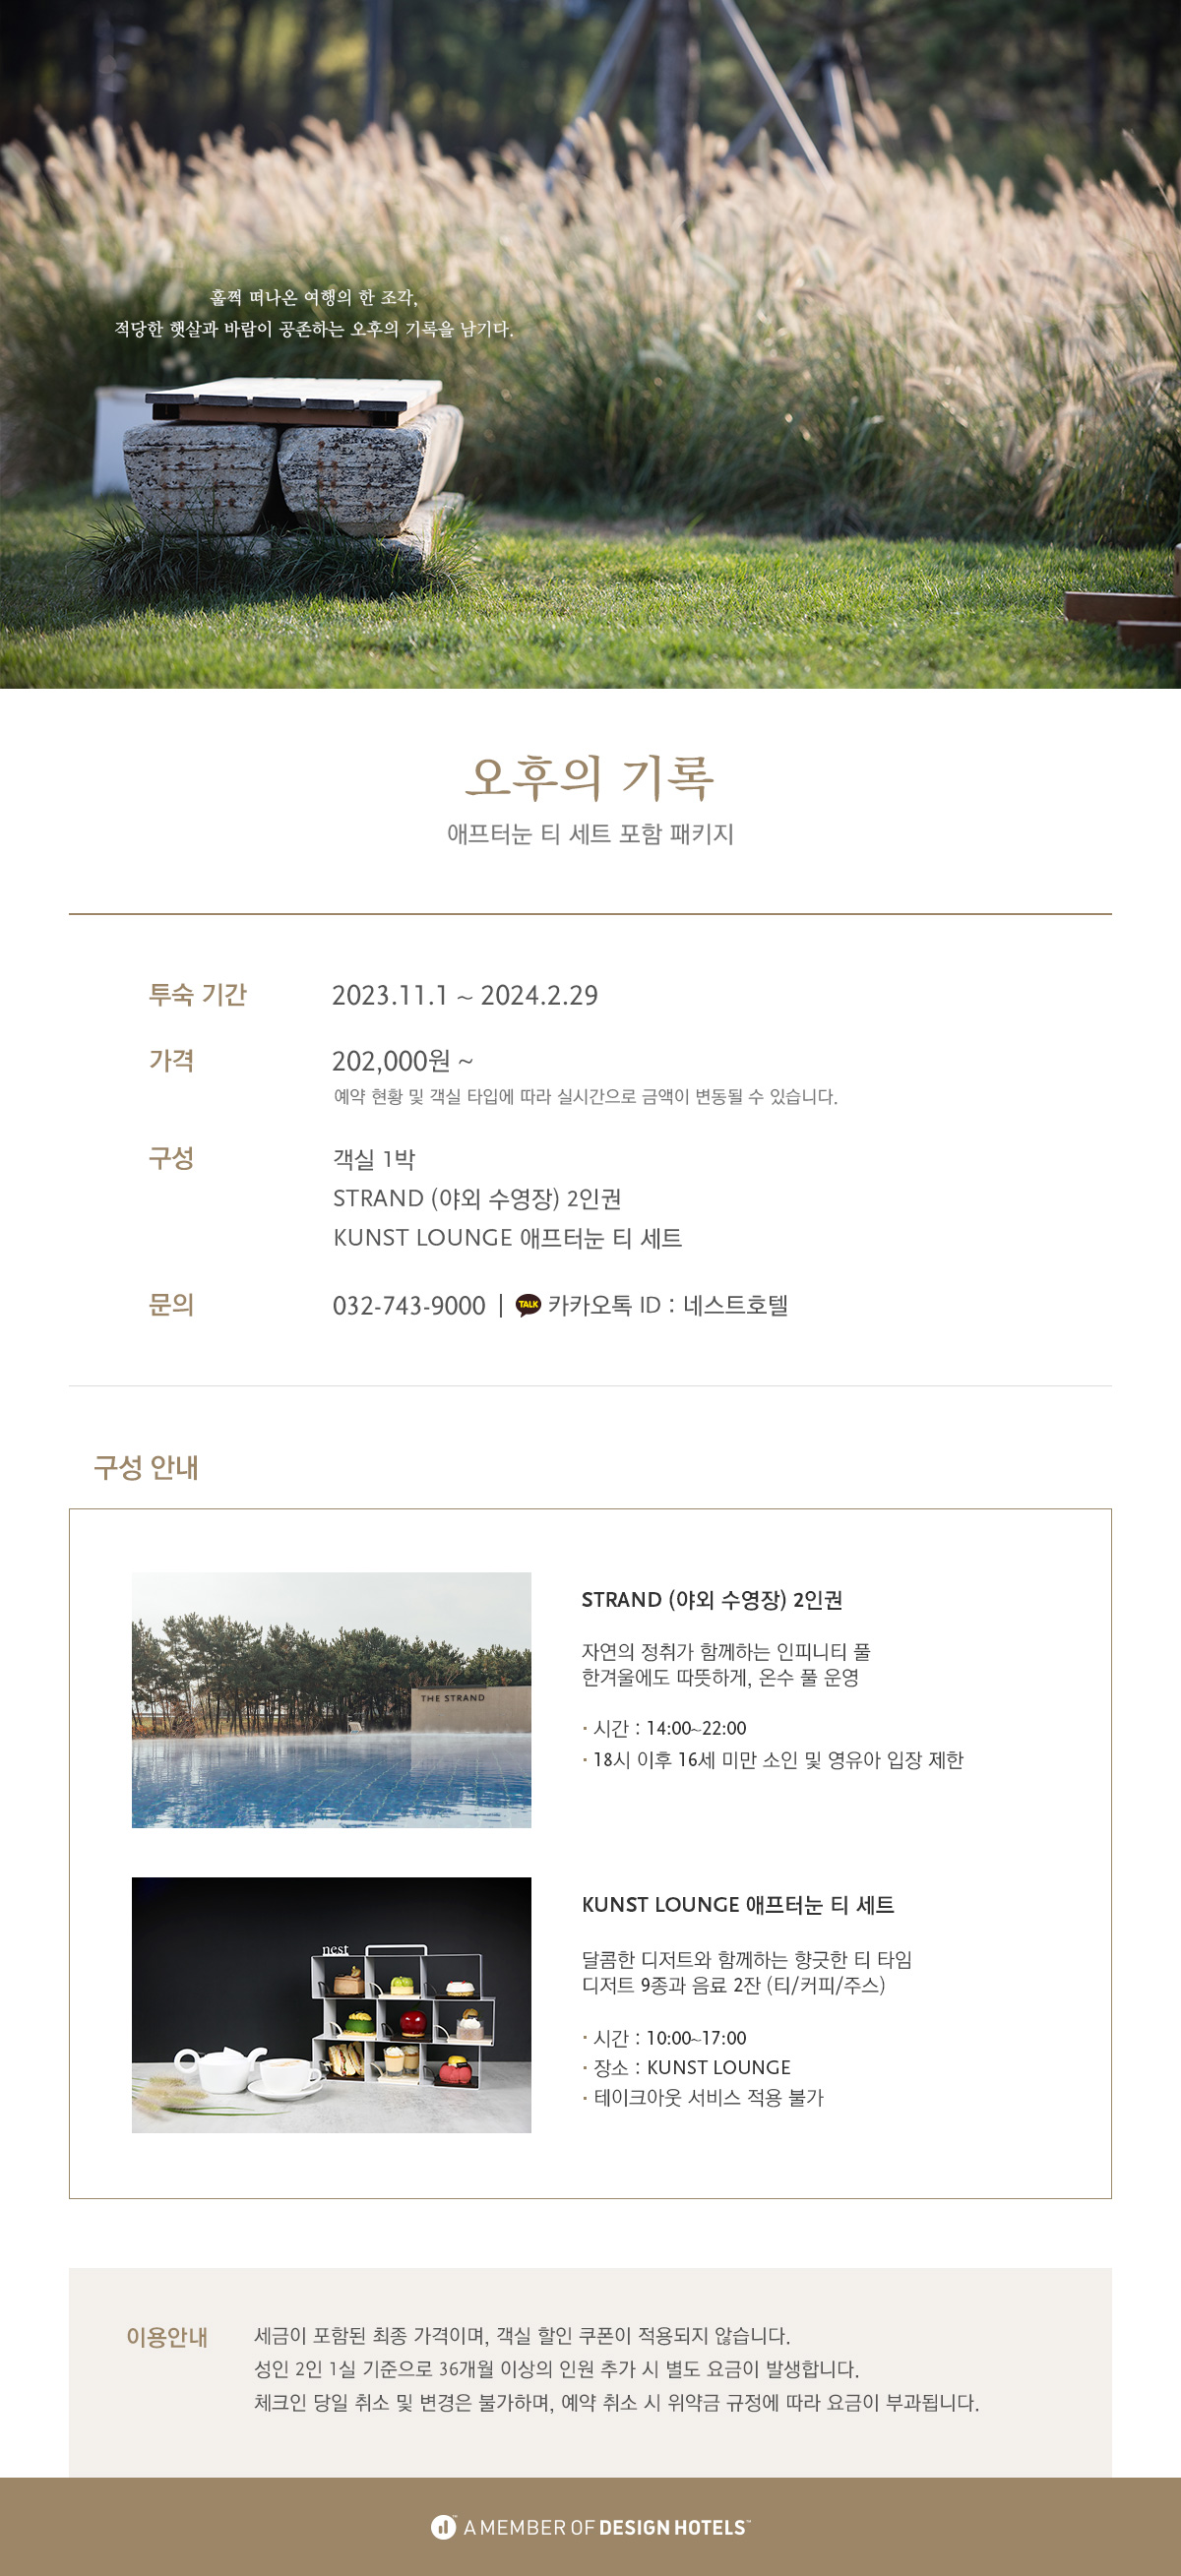 훌쩍 떠나온 여행의 한 조각,
적당한 햇살과 바람이 공존하는 오후의 기록을 남기다.
오후의 기록
애프터눈 티 세트 포함 패키지
투숙 기간 2023.11.1 ~ 2024.2.29
가격 202,000원 ~
예약 현황 및 객실 타입에 따라 실시간으로 금액이 변동될 수 있습니다.
구성 객실 1박
STRAND (야외 수영장) 2인권
KUNST LOUNGE 애프터눈 티 세트
문의 032-743-9000 | TALK 카카오톡 ID : 네스트호텔
구성 안내
THE STRAND
STRAND (야외 수영장) 2인권
자연의 정취가 함께하는 인피니티 풀
한겨울에도 따뜻하게, 온수 풀 운영
· 시간 : 14:00~22:00
· 18시 이후 16세 미만 소인 및 영유아 입장 제한
nest
KUNST LOUNGE 애프터눈 티 세트
달콤한 디저트와 함께하는 향긋한 티 타임
디저트 9종과 음료 2잔 (티/커피/주스)
· 시간 : 10:00~17:00
· 장소 : KUNST LOUNGE
· 테이크아웃 서비스 적용 불가
이용안내 세금이 포함된 최종 가격이며, 객실 할인 쿠폰이 적용되지 않습니다.
성인 2인 1실 기준으로 36개월 이상의 인원 추가 시 별도 요금이 발생합니다.
체크인 당일 취소 및 변경은 불가하며, 예약 취소 시 위약금 규정에 따라 요금이 부과됩니다.
A MEMBER OF DESIGN HOTELS™